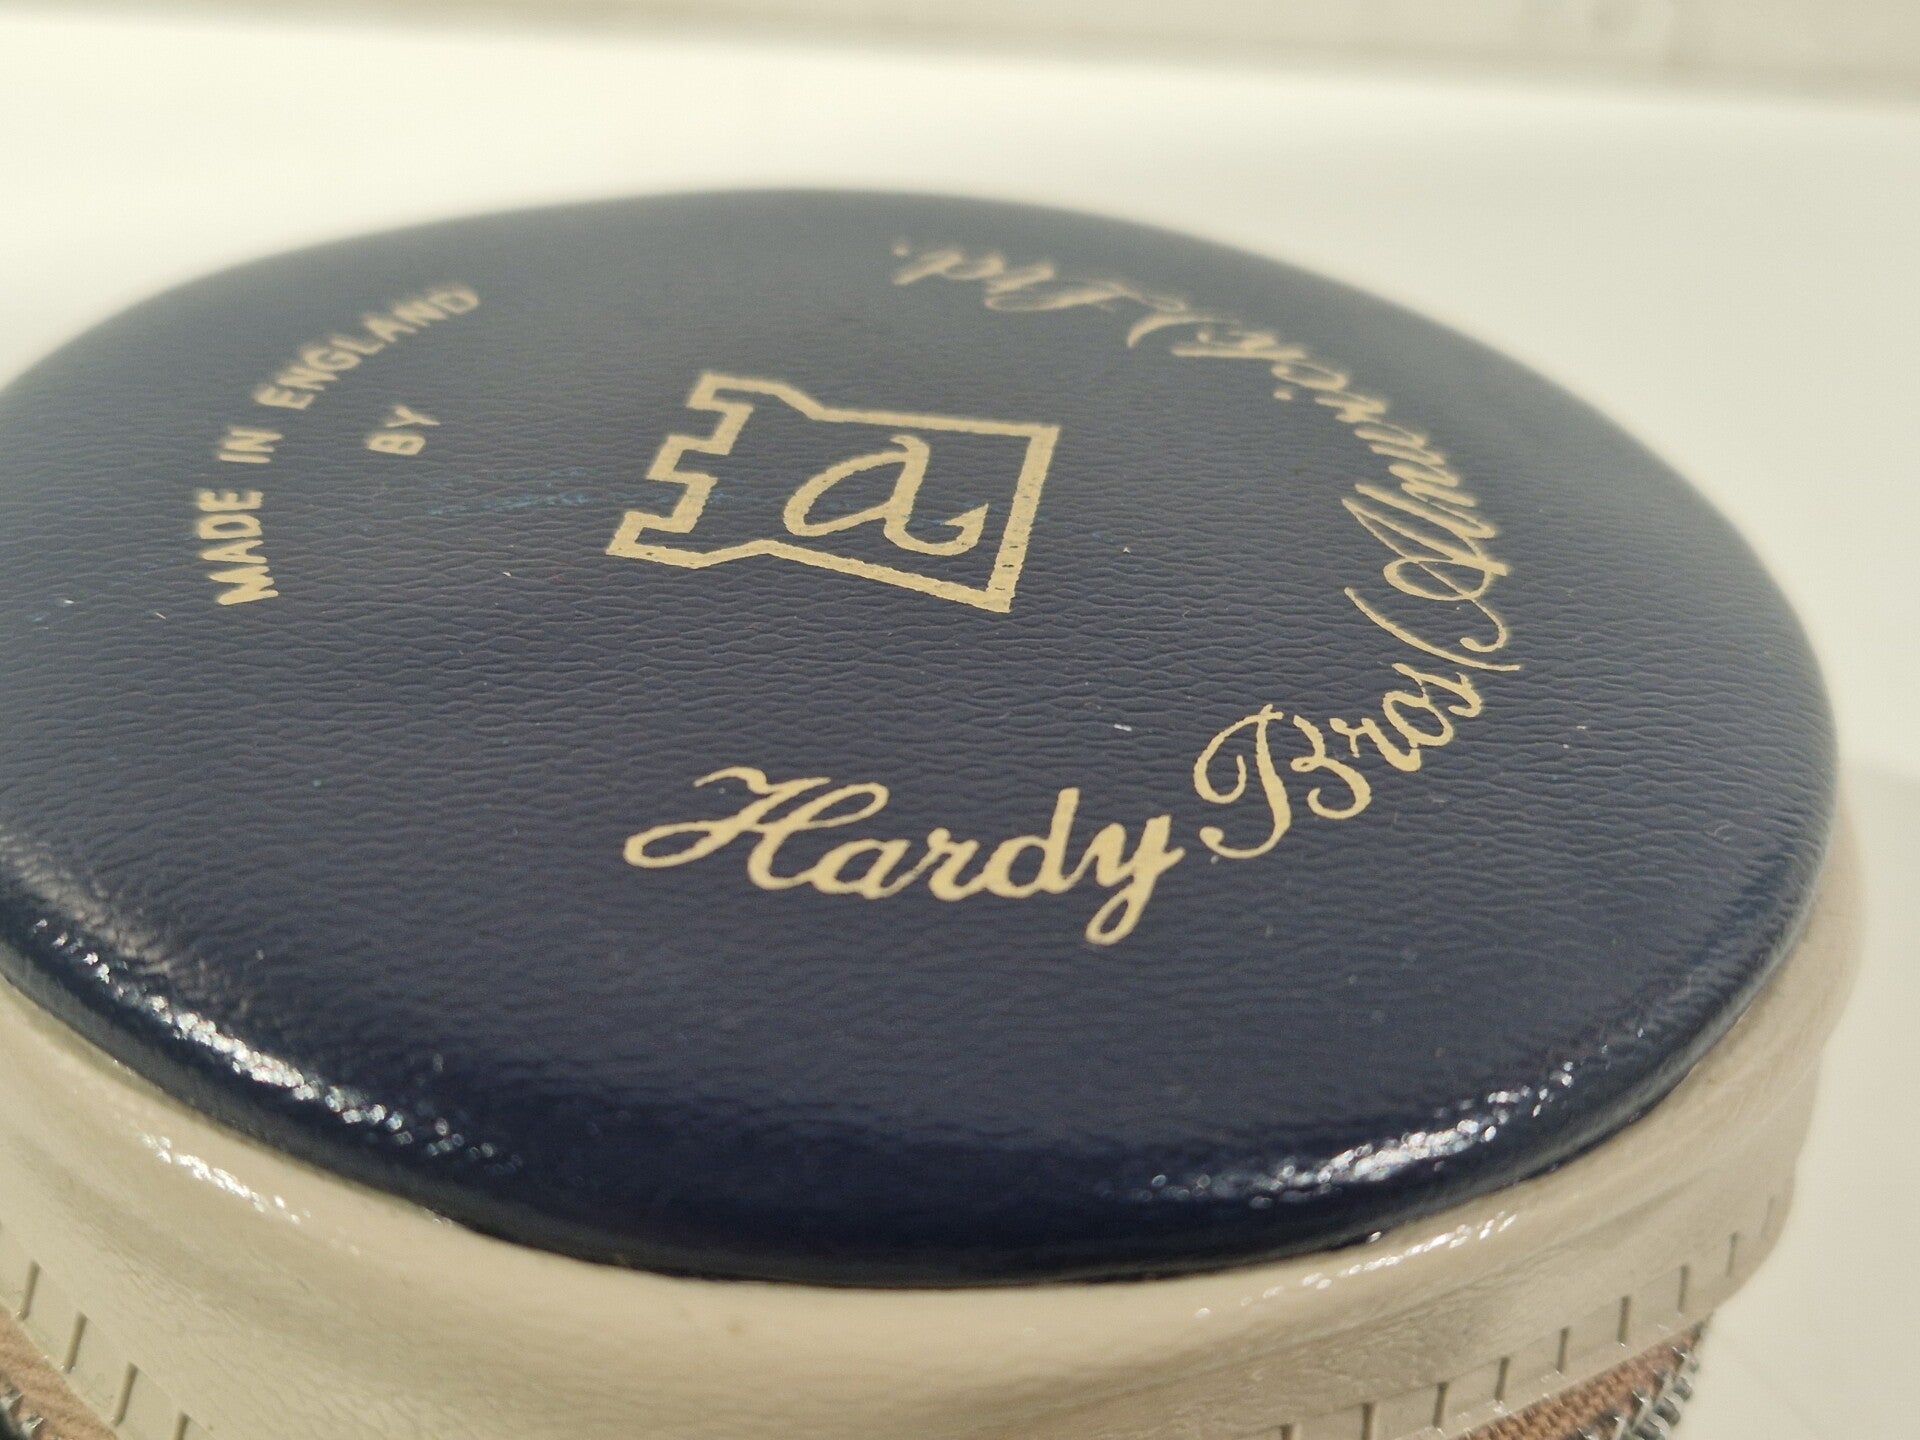 MADE IN ENGLAND
BY
a
Hardy Bros (Alnwick) Ltd.